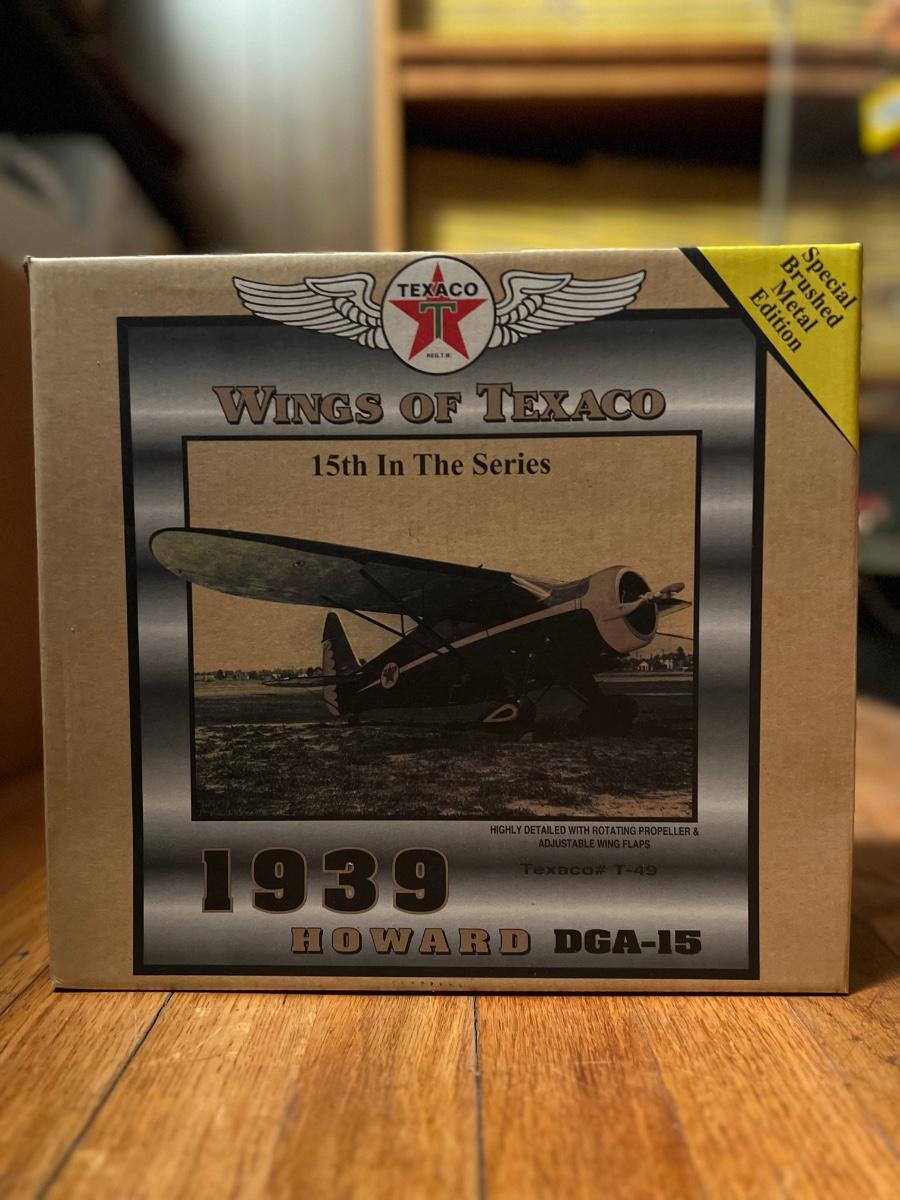 Special
Brushed
Metal
Edition
TEXACO
T
REG.T.M.
WINGS OF TEXACO
15th In The Series
HIGHLY DETAILED WITH ROTATING PROPELLER &
ADJUSTABLE WING FLAPS
Texaco# T-49
1939
HOWARD DGA-15